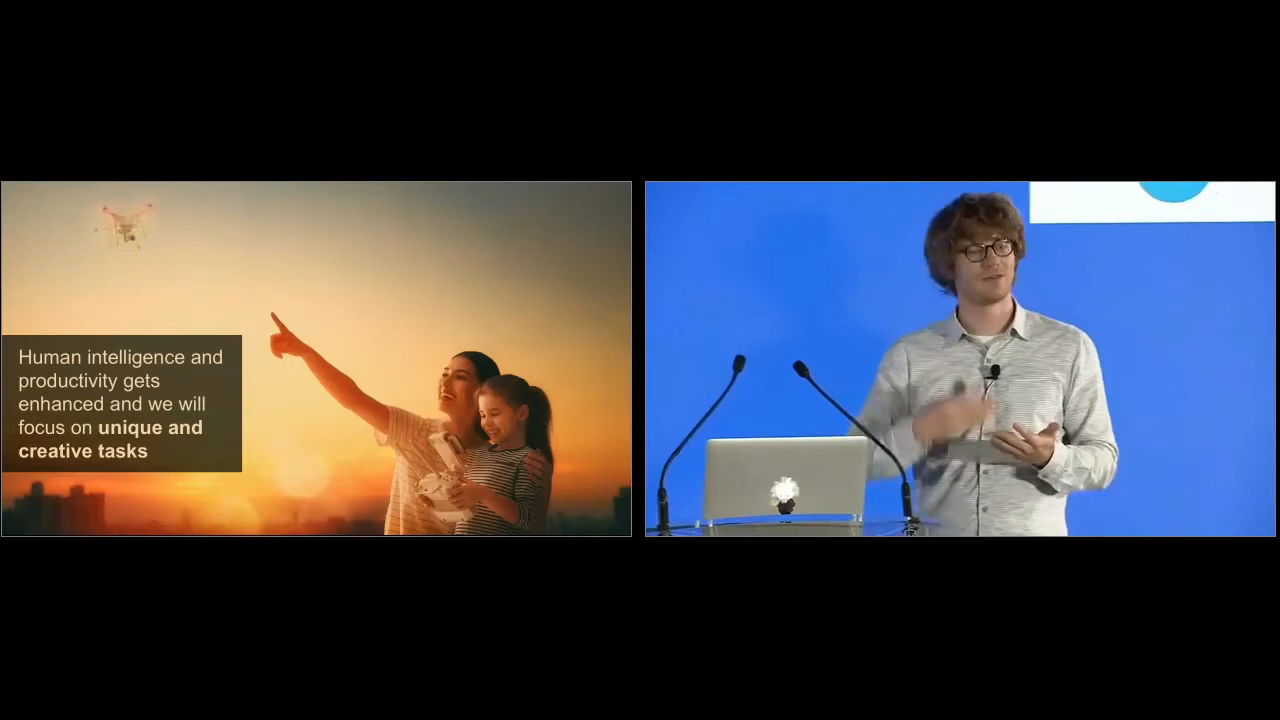 Human intelligence and
productivity gets
enhanced and we will
focus on unique and
creative tasks